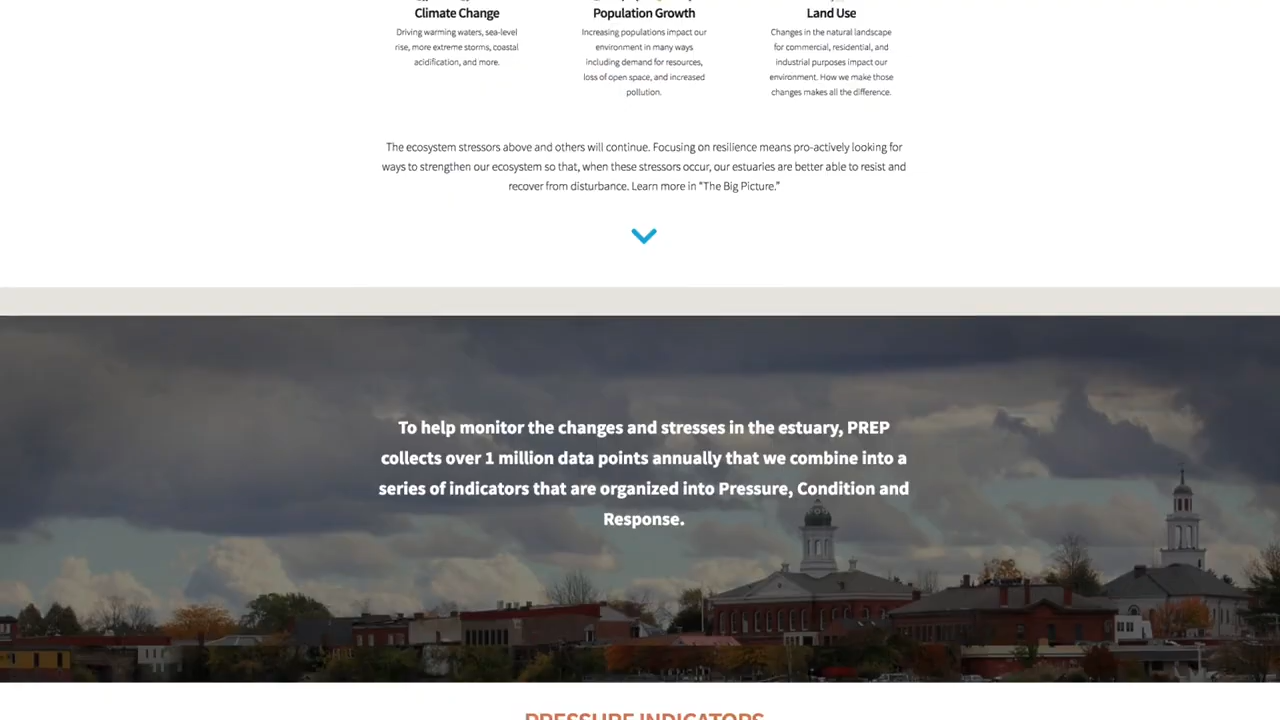 Climate Change
Driving warming waters, sea-level
rise, more extreme storms, coastal
acidification, and more.
Population Growth
Increasing populations impact our
environment in many ways
including demand for resources,
loss of open space, and increased
pollution.
Land Use
Changes in the natural landscape
for commercial, residential, and
industrial purposes impact our
environment. How we make those
changes makes all the difference.
The ecosystem stressors above and others will continue. Focusing on resilience means pro-actively looking for
ways to strengthen our ecosystem so that, when these stressors occur, our estuaries are better able to resist and
recover from disturbance. Learn more in “The Big Picture.”
To help monitor the changes and stresses in the estuary, PREP
collects over 1 million data points annually that we combine into a
series of indicators that are organized into Pressure, Condition and
Response.
PRESSURE INDICATORS